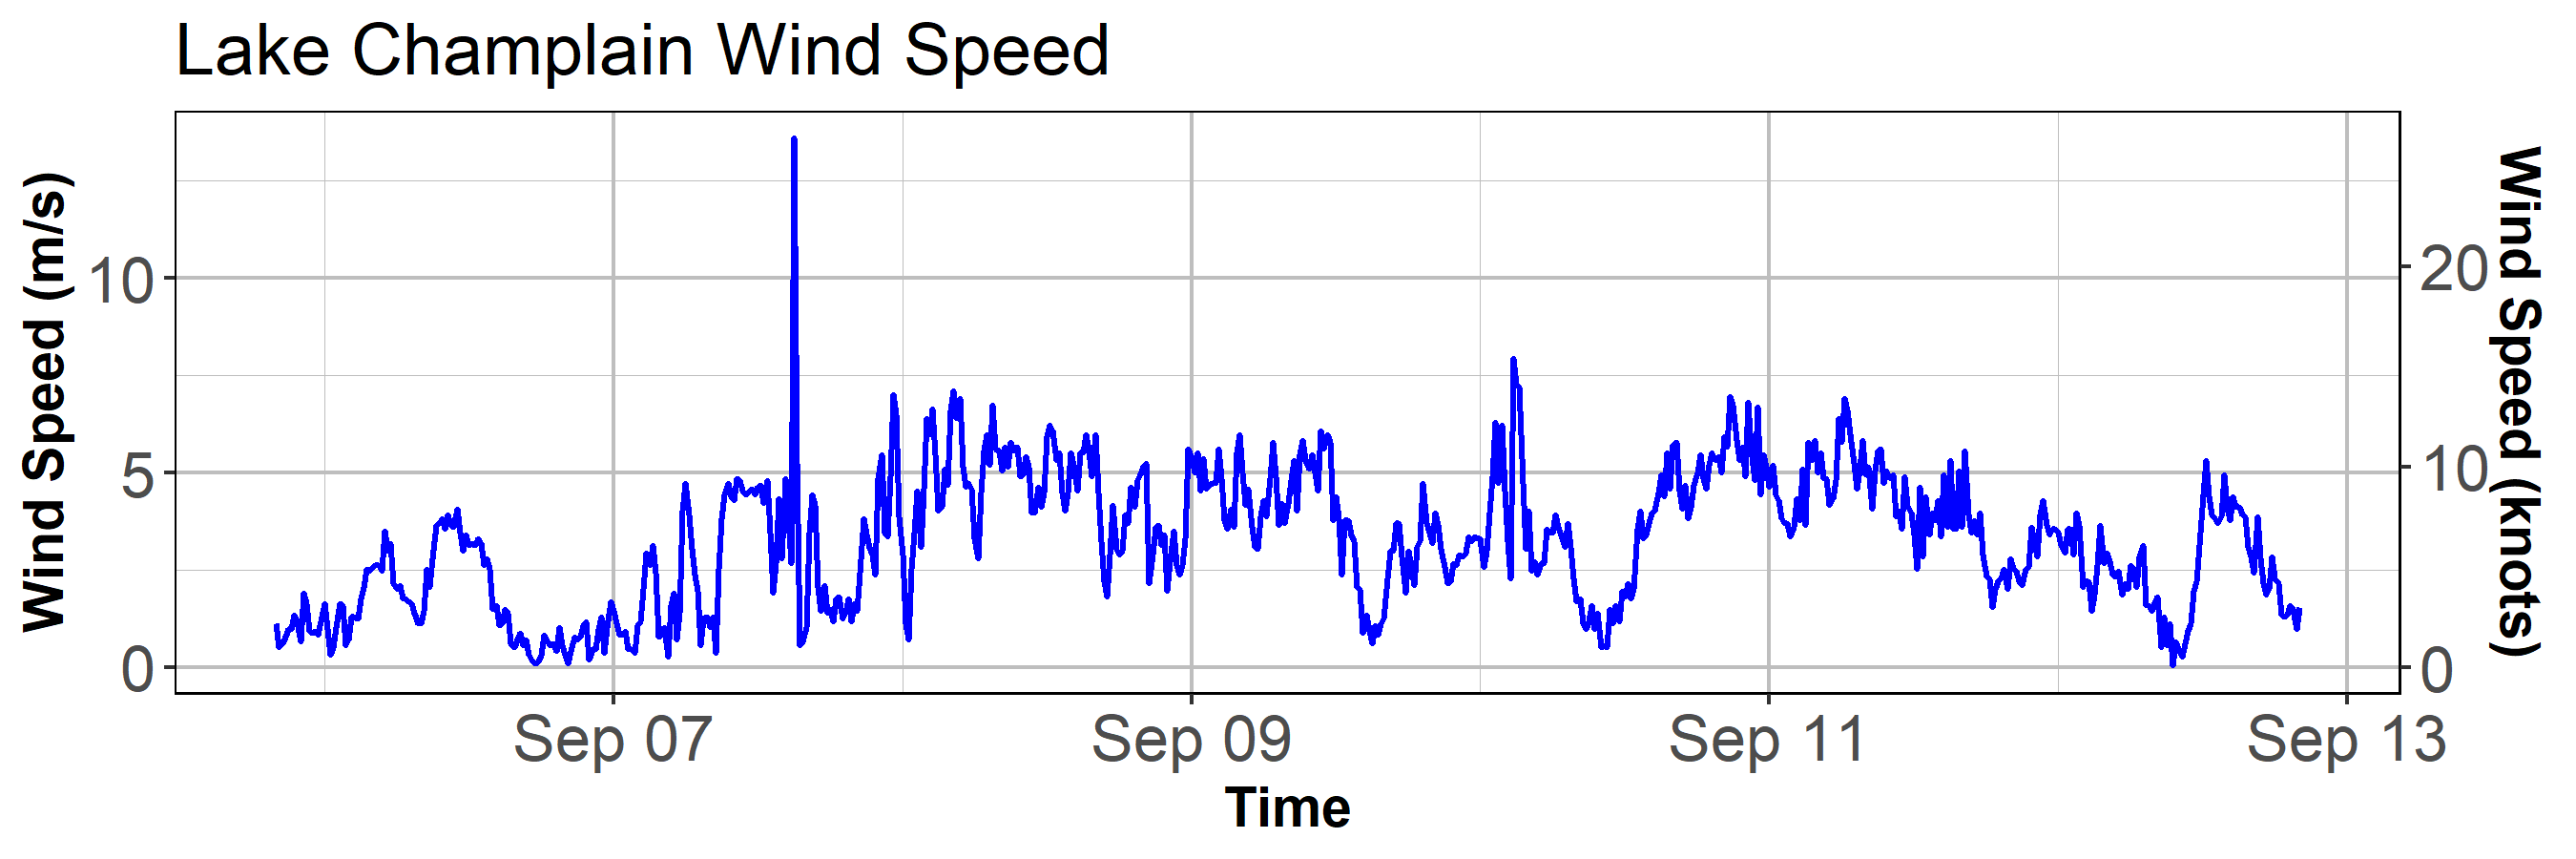 Lake Champlain Wind Speed
Wind Speed (m/s)
10
5
0
20
10
0
Wind Speed (knots)
Sep 07
Sep 09
Sep 11
Sep 13
Time